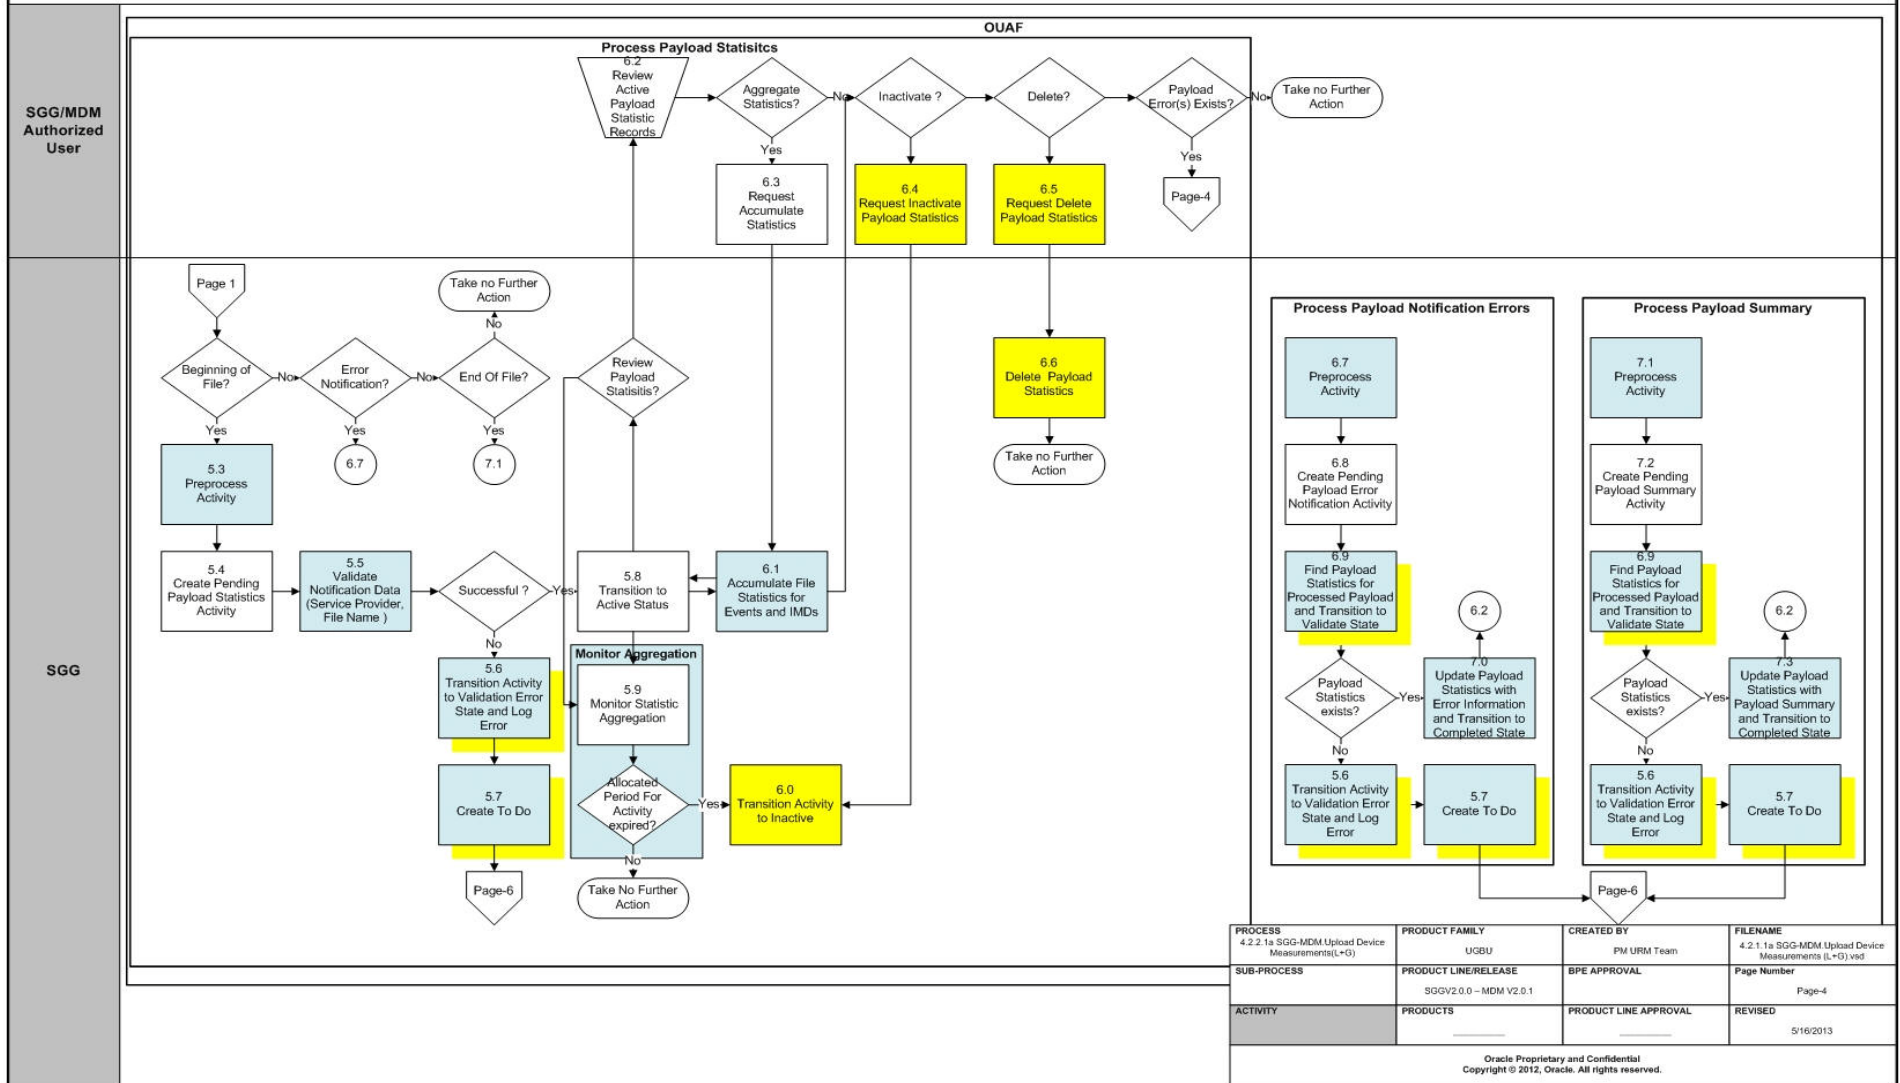 OUAF
Process Payload Statisitcs
SGG/MDM
Authorized
User
6.2
Review
Active
Payload
Statistic
Records
Aggregate
Statistics?
No
Inactivate ?
Delete?
Payload
Error(s) Exists?
No
Take no Further
Action
Yes
6.3
Request
Accumulate
Statistics
6.4
Request Inactivate
Payload Statistics
6.5
Request Delete
Payload Statistics
Yes
Page-4
SGG
Page 1
Beginning of
File?
No
Error
Notification?
No
End Of File?
No
Take no Further
Action
Yes
Yes
6.7
Yes
7.1
Review
Payload
Statisitis?
5.3
Preprocess
Activity
5.4
Create Pending
Payload Statistics
Activity
5.5
Validate
Notification Data
(Service Provider,
File Name )
Successful ?
Yes
5.8
Transition to
Active Status
6.1
Accumulate File
Statistics for
Events and IMDs
No
5.6
Transition Activity
to Validation Error
State and Log
Error
5.7
Create To Do
Page-6
Monitor Aggregation
5.9
Monitor Statistic
Aggregation
Allocated
Period For
Activity
expired?
Yes
6.0
Transition Activity
to Inactive
No
Take No Further
Action
6.6
Delete Payload
Statistics
Take no Further
Action
Process Payload Notification Errors
6.7
Preprocess
Activity
6.8
Create Pending
Payload Error
Notification Activity
6.9
Find Payload
Statistics for
Processed Payload
and Transition to
Validate State
Payload
Statistics
exists?
Yes
7.0
Update Payload
Statistics with
Error Information
and Transition to
Completed State
6.2
No
5.6
Transition Activity
to Validation Error
State and Log
Error
5.7
Create To Do
Process Payload Summary
7.1
Preprocess
Activity
7.2
Create Pending
Payload Summary
Activity
6.9
Find Payload
Statistics for
Processed Payload
and Transition to
Validate State
Payload
Statistics
exists?
Yes
7.3
Update Payload
Statistics with
Payload Summary
and Transition to
Completed State
6.2
No
5.6
Transition Activity
to Validation Error
State and Log
Error
5.7
Create To Do
Page-6
PROCESS
4.2.2.1a SGG-MDM.Upload Device
Measurements(L+G)
PRODUCT FAMILY
UGBU
CREATED BY
PM URM Team
FILENAME
4.2.1.1a SGG-MDM.Upload Device
Measurements (L+G).vsd
SUB-PROCESS
PRODUCT LINE/RELEASE
SGGV2.0.0 – MDM V2.0.1
BPE APPROVAL
Page Number
Page-4
ACTIVITY
PRODUCTS
PRODUCT LINE APPROVAL
REVISED
5/16/2013
Oracle Proprietary and Confidential
Copyright © 2012, Oracle. All rights reserved.